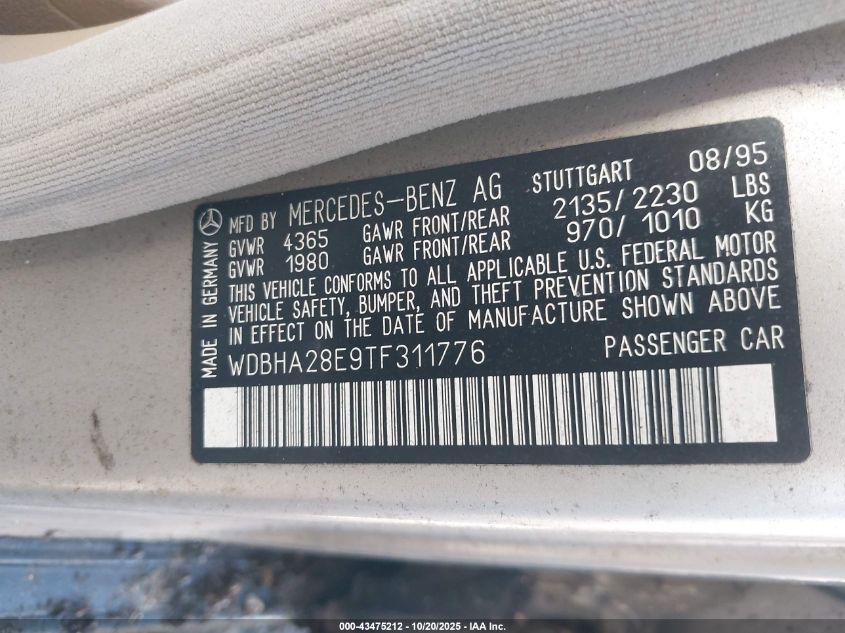 MADE IN GERMANY
MFD BY MERCEDES-BENZ AG STUTTGART 08/95
GVWR 4365 GAWR FRONT/REAR 2135/2230 LBS
GVWR 1980 GAWR FRONT/REAR 970/1010 KG
THIS VEHICLE CONFORMS TO ALL APPLICABLE U.S. FEDERAL MOTOR
VEHICLE SAFETY, BUMPER, AND THEFT PREVENTION STANDARDS
IN EFFECT ON THE DATE OF MANUFACTURE SHOWN ABOVE
WDBHA28E9TF311776 PASSENGER CAR
000-43475212 - 10/20/2025 - IAA Inc.